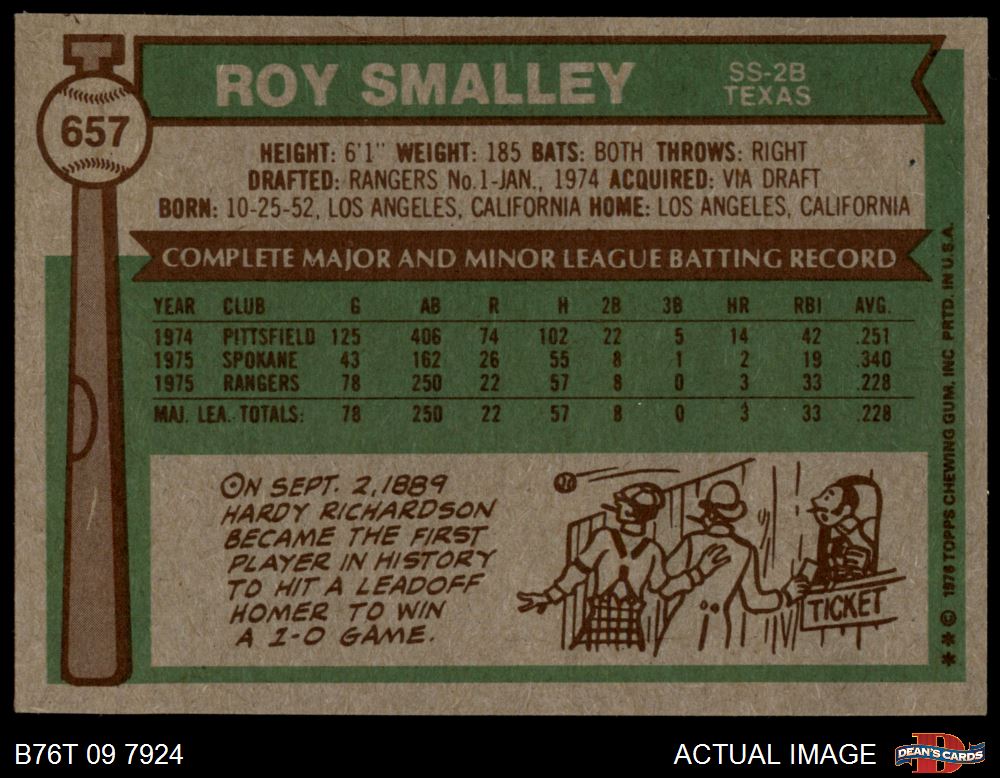 657
ROY SMALLEY
SS-2B
TEXAS
HEIGHT: 6'1" WEIGHT: 185 BATS: BOTH THROWS: RIGHT
DRAFTED: RANGERS No.1-JAN., 1974 ACQUIRED: VIA DRAFT
BORN: 10-25-52, LOS ANGELES, CALIFORNIA HOME: LOS ANGELES, CALIFORNIA
COMPLETE MAJOR AND MINOR LEAGUE BATTING RECORD
YEAR CLUB G AB R H 2B 3B HR RBI AVG.
1974 PITTSFIELD 125 406 74 102 22 5 14 42 .251
1975 SPOKANE 43 162 26 55 8 1 2 19 .340
1975 RANGERS 78 250 22 57 8 0 3 33 .228
MAJ. LEA. TOTALS: 78 250 22 57 8 0 3 33 .228
ON SEPT. 2, 1889
HARDY RICHARDSON
BECAME THE FIRST
PLAYER IN HISTORY
TO HIT A LEADOFF
HOMER TO WIN
A 1-0 GAME.
TICKET
** © 1976 TOPPS CHEWING GUM, INC. PRTD. IN U.S.A.
B76T 09 7924
ACTUAL IMAGE
D
DEAN'S CARDS